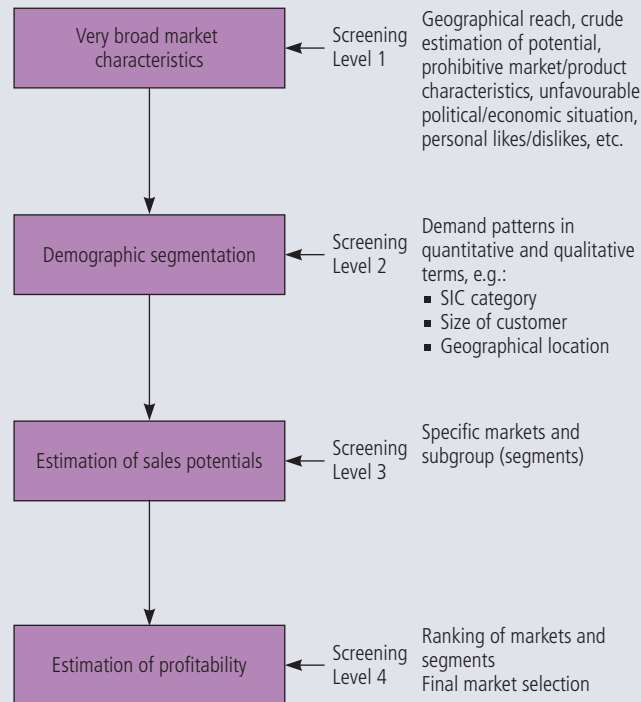 Very broad market
characteristics
Screening
Level 1
Geographical reach, crude
estimation of potential,
prohibitive market/product
characteristics, unfavourable
political/economic situation,
personal likes/dislikes, etc.
Demographic segmentation
Screening
Level 2
Demand patterns in
quantitative and qualitative
terms, e.g.:
■ SIC category
■ Size of customer
■ Geographical location
Estimation of sales potentials
Screening
Level 3
Specific markets and
subgroup (segments)
Estimation of profitability
Screening
Level 4
Ranking of markets and
segments
Final market selection